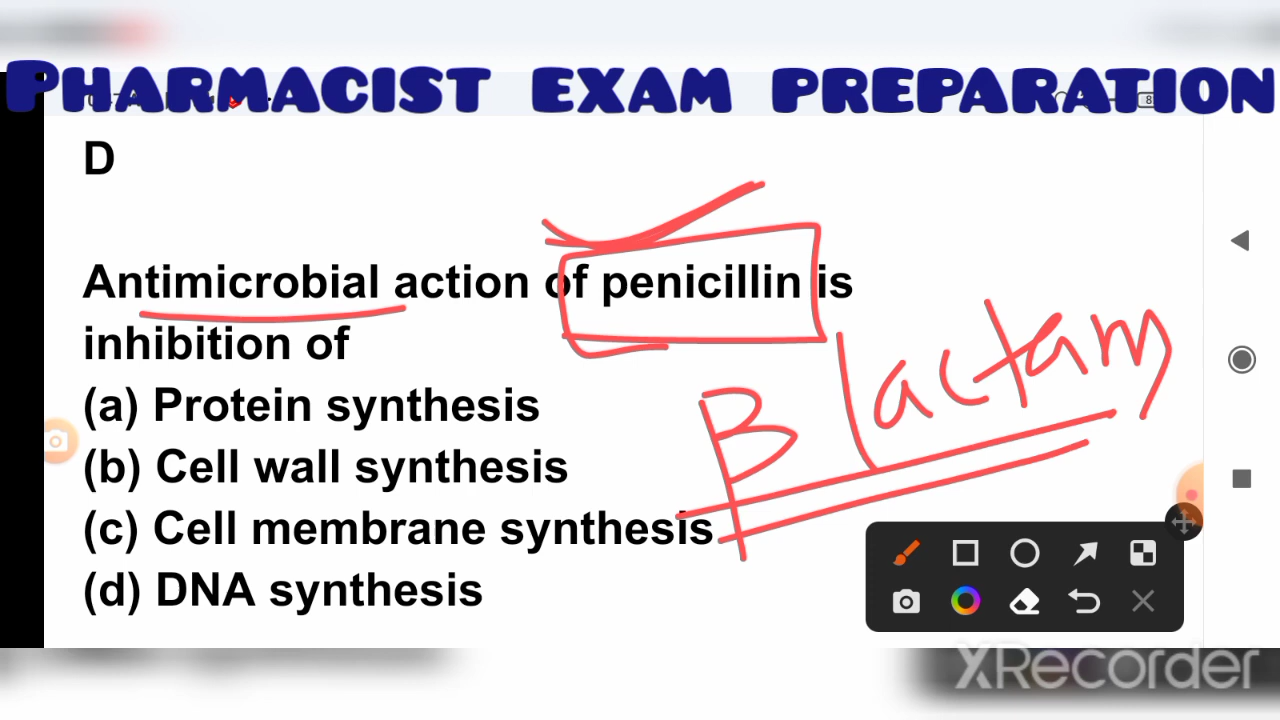 PHARMACIST EXAM PREPARATION
D
Antimicrobial action of penicillin is
inhibition of
(a) Protein synthesis
(b) Cell wall synthesis
(c) Cell membrane synthesis
(d) DNA synthesis
B lactam
XRecorder